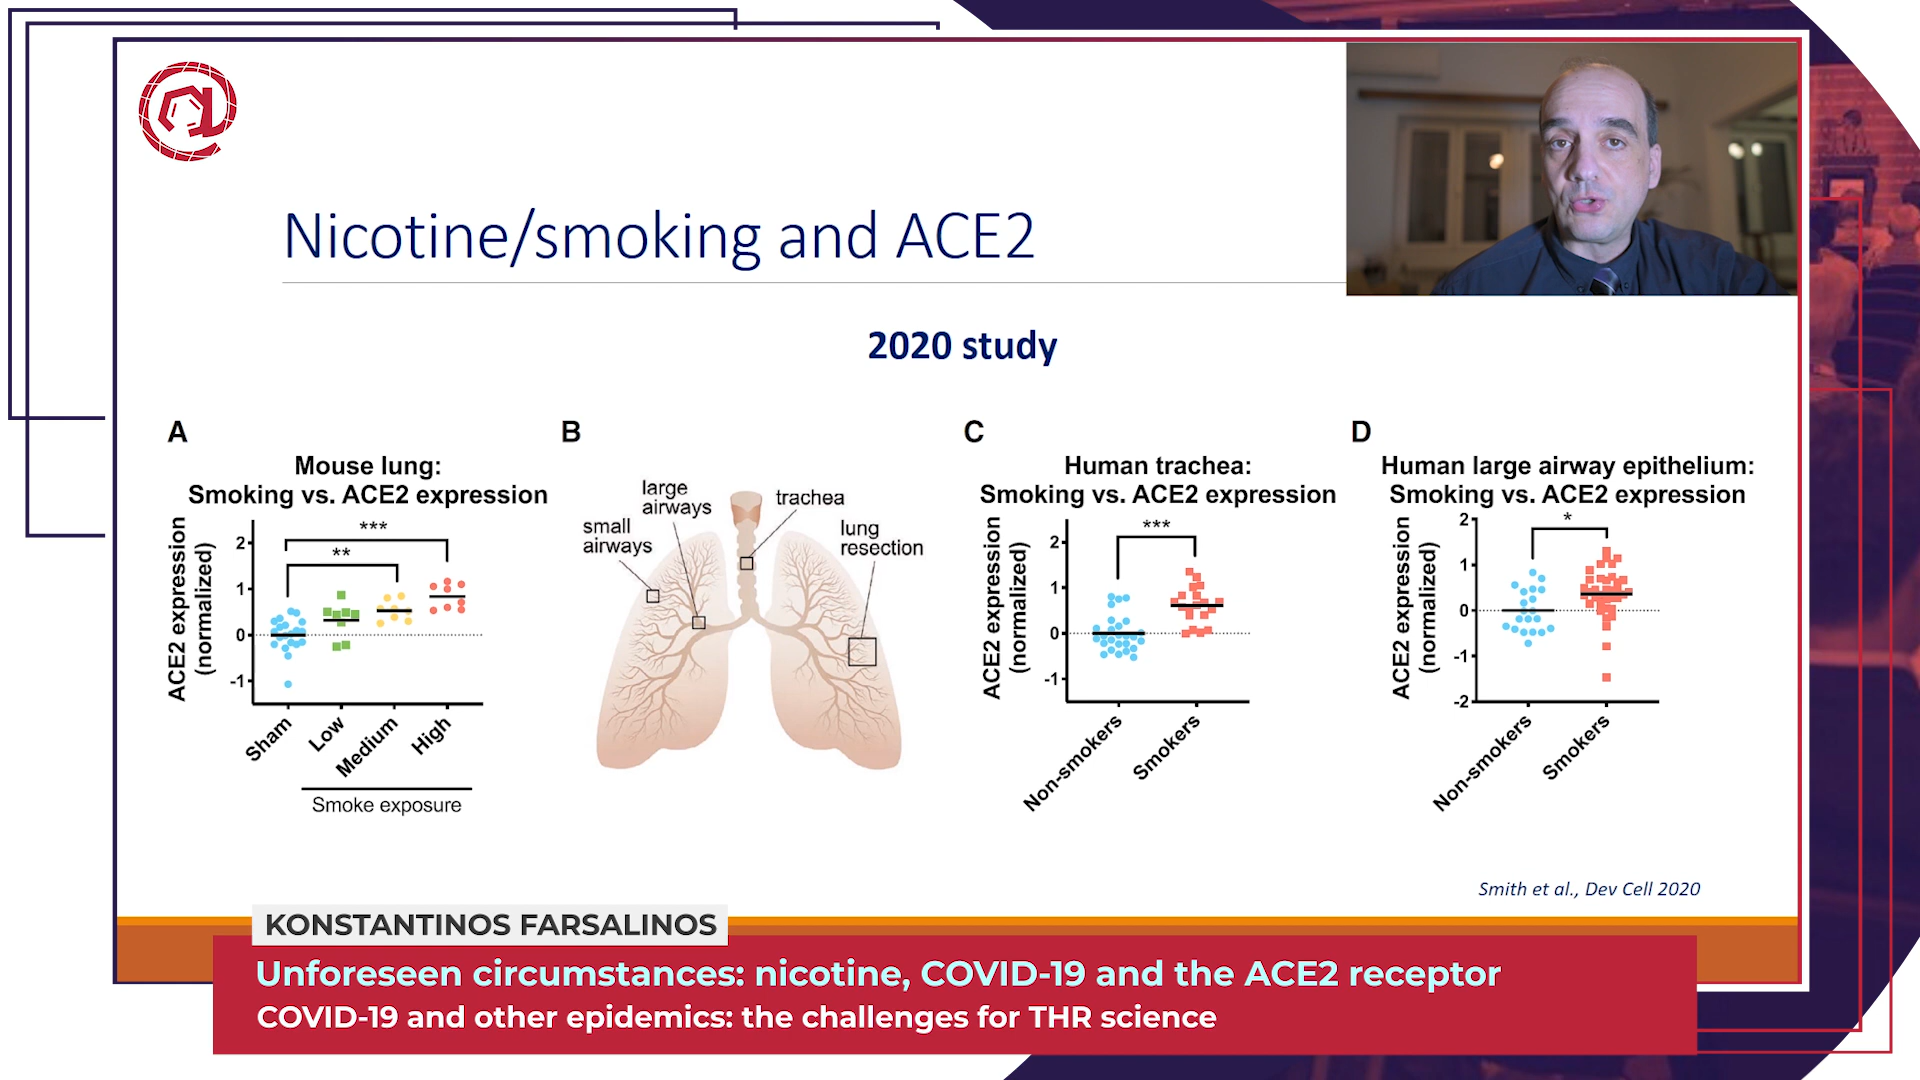 Nicotine/smoking and ACE2
2020 study
A
Mouse lung:
Smoking vs. ACE2 expression
ACE2 expression
(normalized)
2
1
0
-1
***
**
Sham
Low
Medium
High
Smoke exposure
B
large
airways
small
airways
trachea
lung
resection
C
Human trachea:
Smoking vs. ACE2 expression
ACE2 expression
(normalized)
2
1
0
-1
***
Non-smokers
Smokers
D
Human large airway epithelium:
Smoking vs. ACE2 expression
ACE2 expression
(normalized)
2
1
0
-1
-2
*
Non-smokers
Smokers
Smith et al., Dev Cell 2020
KONSTANTINOS FARSALINOS
Unforeseen circumstances: nicotine, COVID-19 and the ACE2 receptor
COVID-19 and other epidemics: the challenges for THR science